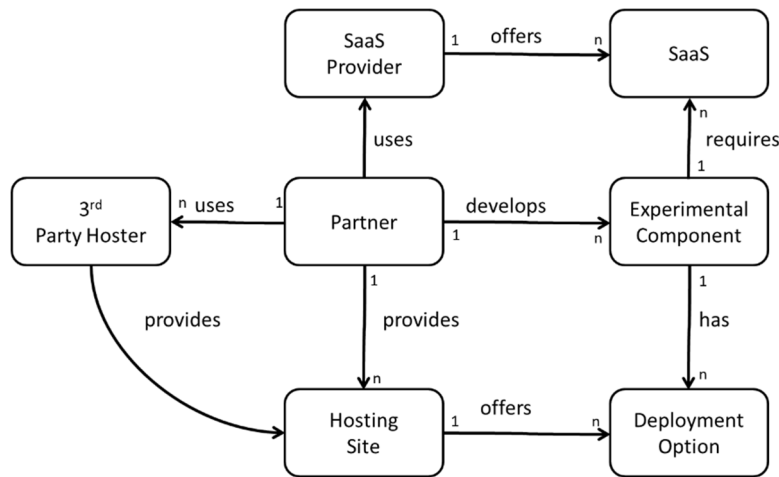 SaaS
Provider
1
offers
n
SaaS
uses
n
requires
1
3rd
Party Hoster
n
uses
1
Partner
develops
1
n
Experimental
Component
1
provides
provides
n
1
has
n
Hosting
Site
1
offers
n
Deployment
Option